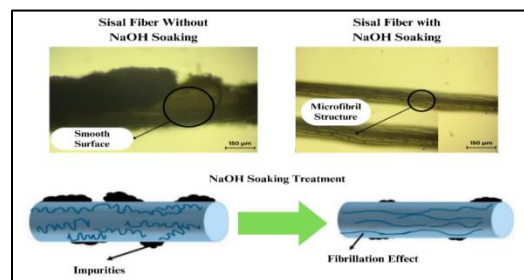 Sisal Fiber Without
NaOH Soaking
Sisal Fiber with
NaOH Soaking
Smooth
Surface
150 µm
Microfibril
Structure
150 µm
NaOH Soaking Treatment
Impurities
Fibrillation Effect